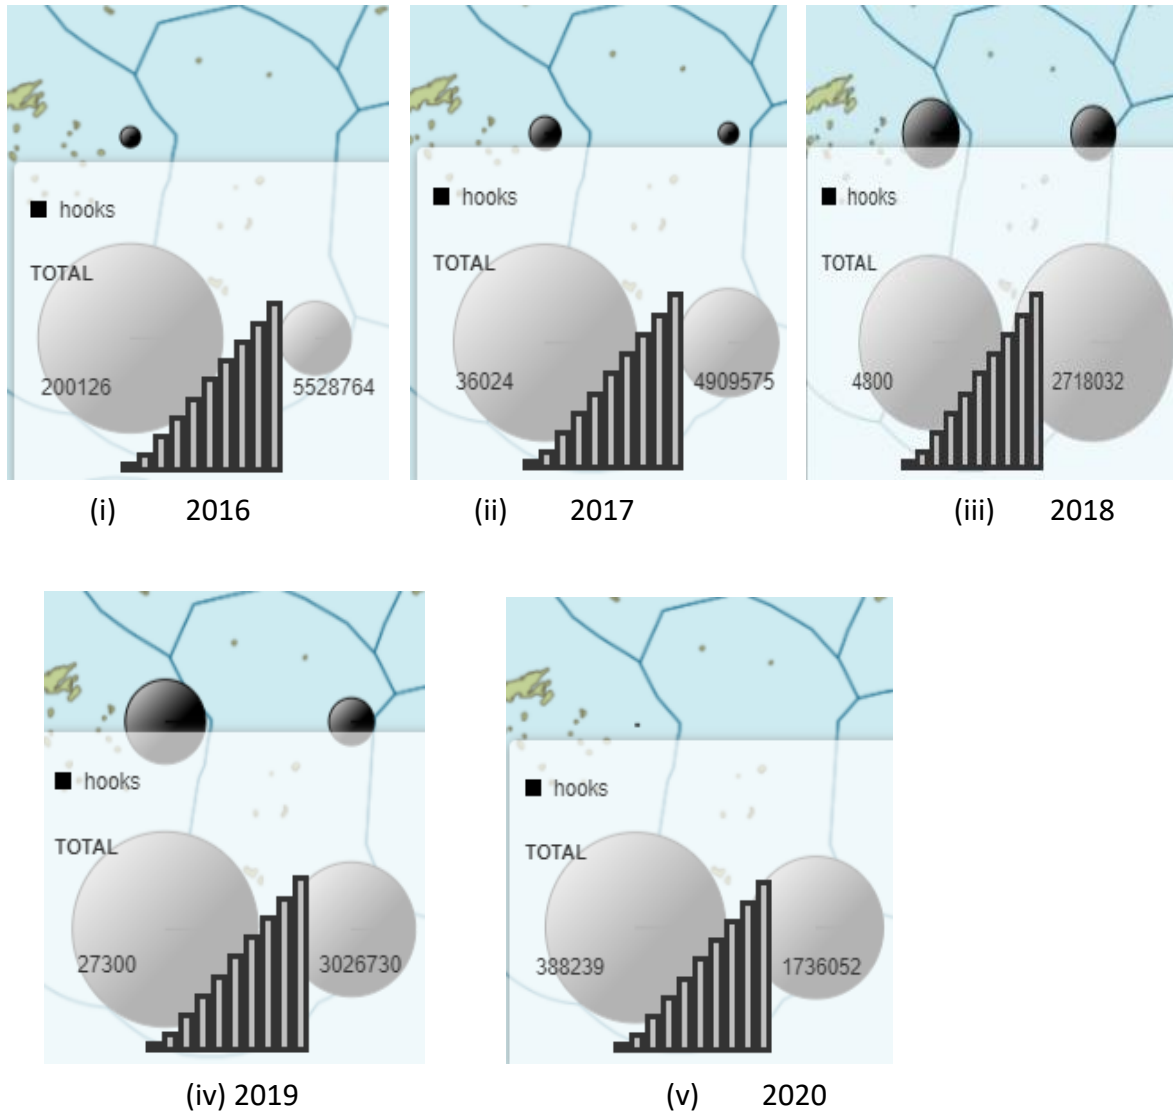 hooks
TOTAL
200126 5528764
(i) 2016
hooks
TOTAL
36024 4909575
(ii) 2017
hooks
TOTAL
4800 2718032
(iii) 2018
hooks
TOTAL
27300 3026730
(iv) 2019
hooks
TOTAL
388239 1736052
(v) 2020